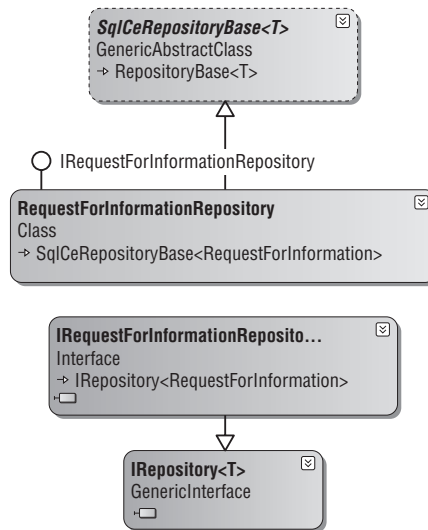 SqlCeRepositoryBase<T>
GenericAbstractClass
RepositoryBase<T>
IRequestForInformationRepository
RequestForInformationRepository
Class
SqlCeRepositoryBase<RequestForInformation>
IRequestForInformationReposito...
Interface
IRepository<RequestForInformation>
IRepository<T>
GenericInterface